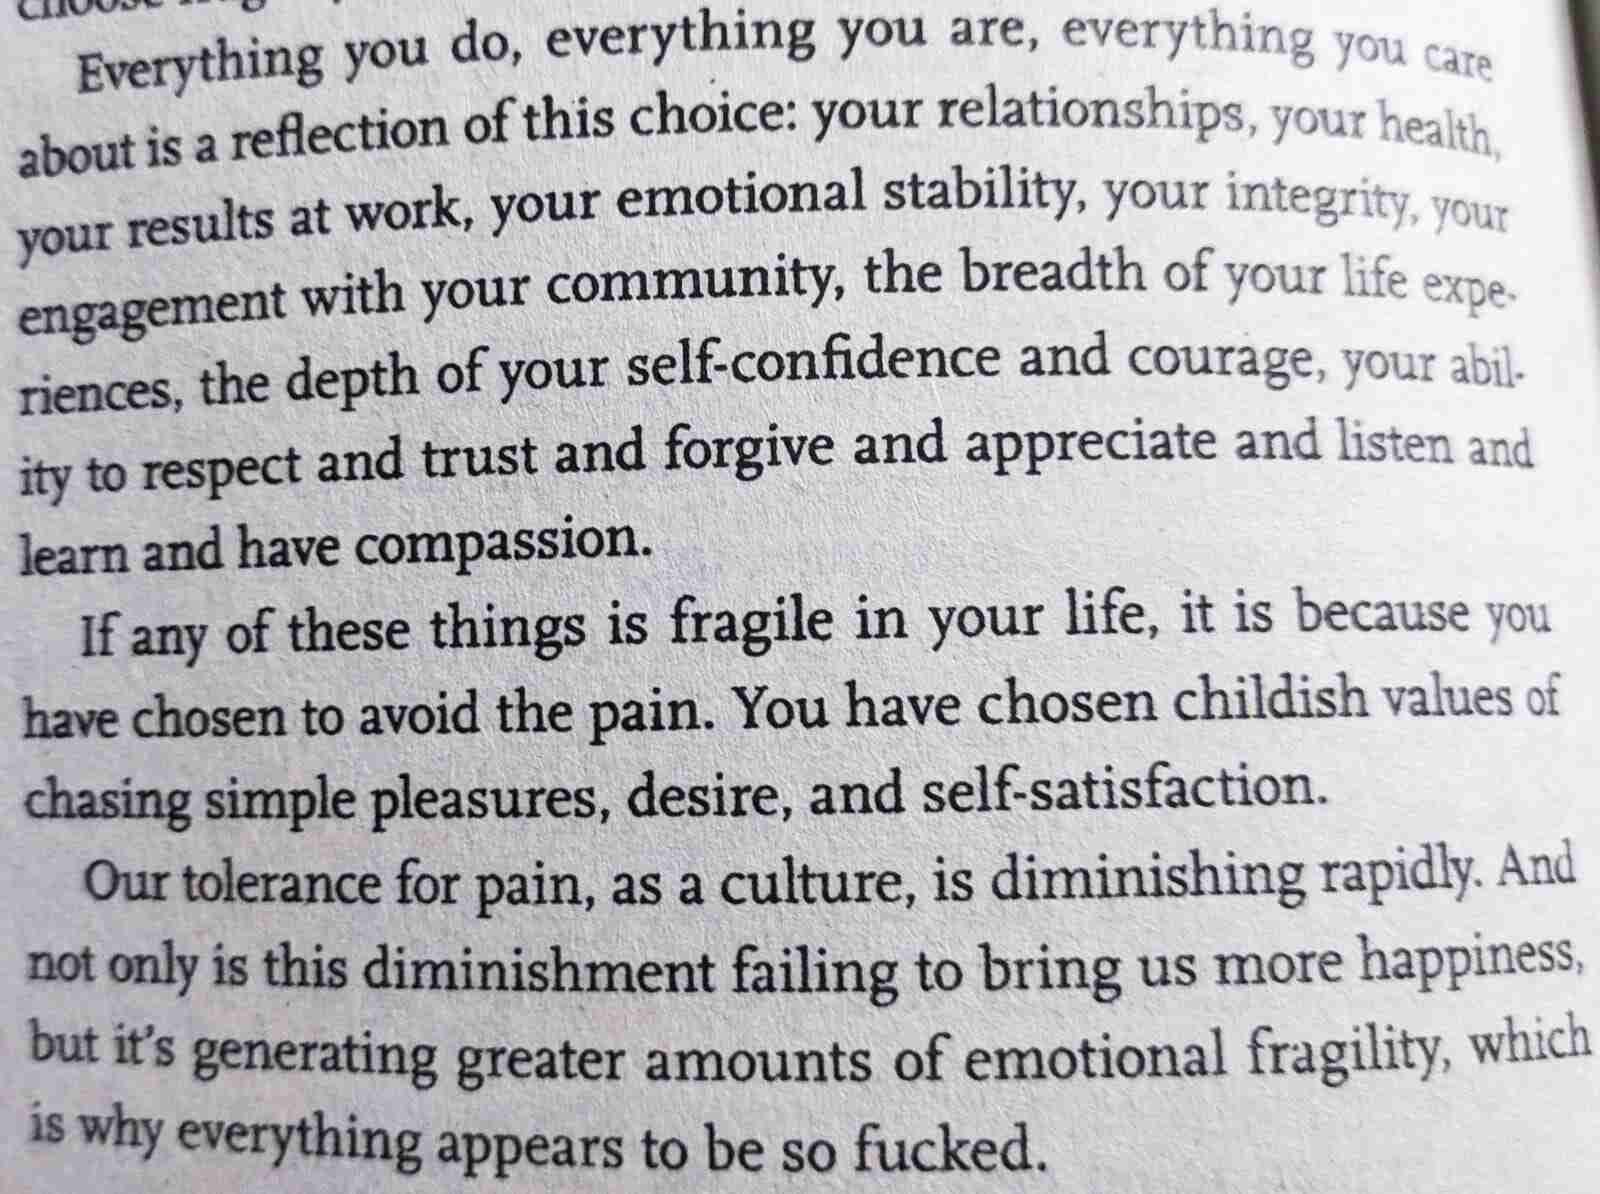 Everything you do, everything you are, everything you care
about is a reflection of this choice: your relationships, your health,
your results at work, your emotional stability, your integrity, your
engagement with your community, the breadth of your life expe-
riences, the depth of your self-confidence and courage, your abil-
ity to respect and trust and forgive and appreciate and listen and
learn and have compassion.
If any of these things is fragile in your life, it is because you
have chosen to avoid the pain. You have chosen childish values of
chasing simple pleasures, desire, and self-satisfaction.
Our tolerance for pain, as a culture, is diminishing rapidly. And
not only is this diminishment failing to bring us more happiness,
but it's generating greater amounts of emotional fragility, which
is why everything appears to be so fucked.